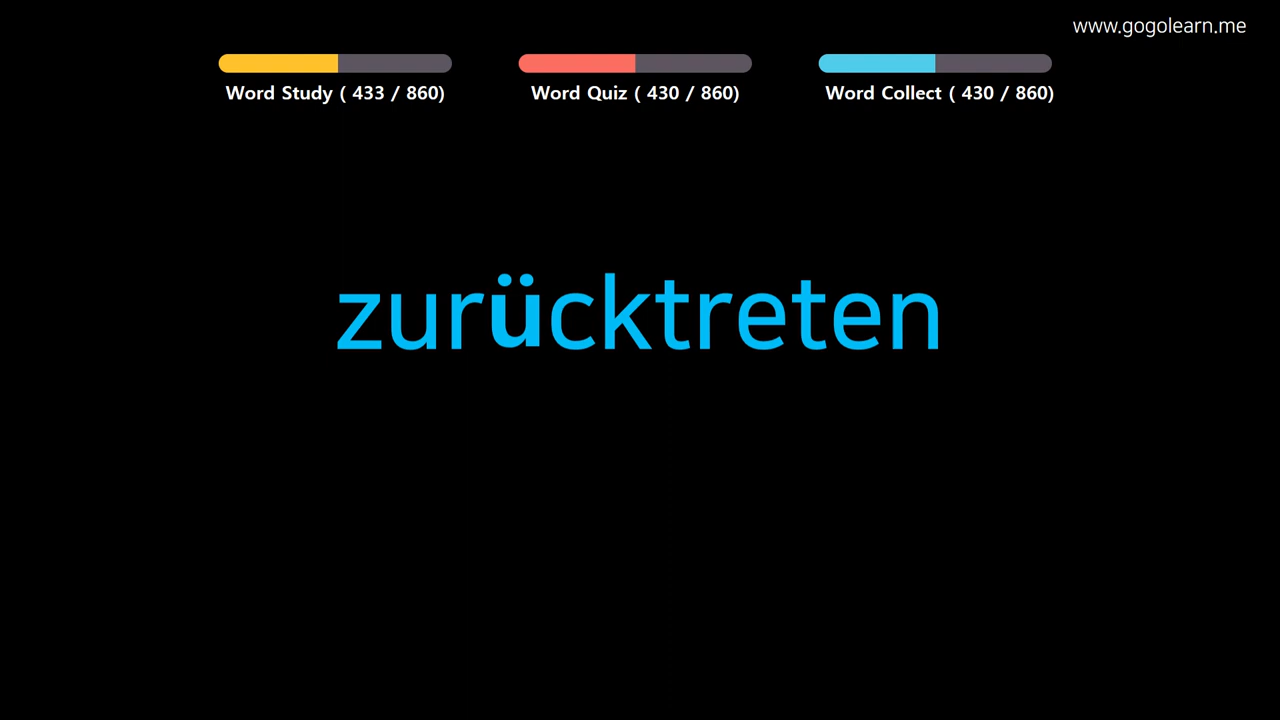 www.gogolearn.me
Word Study ( 433 / 860)
Word Quiz ( 430 / 860)
Word Collect ( 430 / 860)
zurücktreten